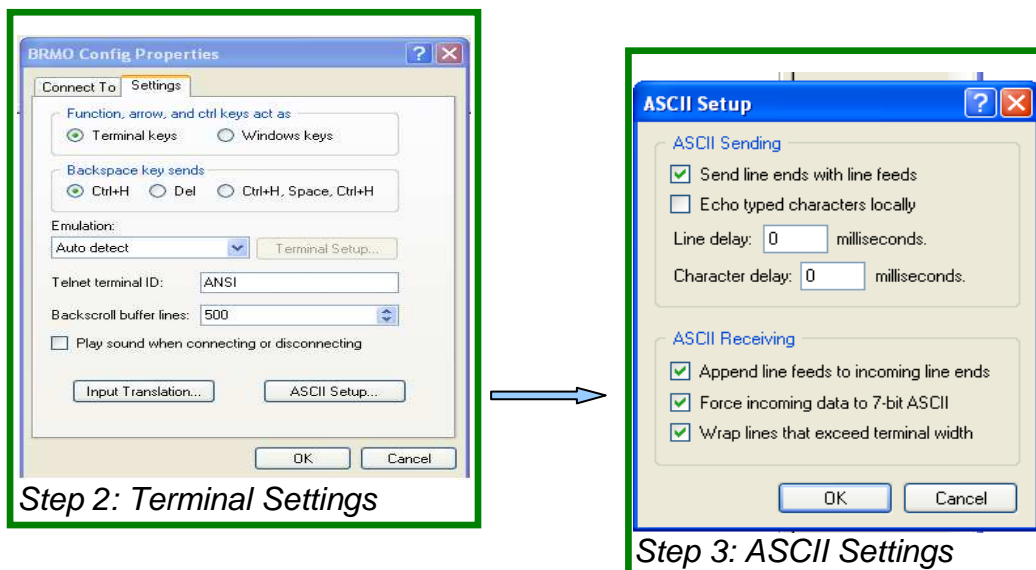 BRMO Config Properties
Connect To Settings
Function, arrow, and ctrl keys act as
Terminal keys Windows keys
Backspace key sends
Ctrl+H Del Ctrl+H, Space, Ctrl+H
Emulation:
Auto detect Terminal Setup...
Telnet terminal ID: ANSI
Backscroll buffer lines: 500
Play sound when connecting or disconnecting
Input Translation... ASCII Setup...
OK Cancel
Step 2: Terminal Settings
ASCII Setup
ASCII Sending
Send line ends with line feeds
Echo typed characters locally
Line delay: 0 milliseconds.
Character delay: 0 milliseconds.
ASCII Receiving
Append line feeds to incoming line ends
Force incoming data to 7-bit ASCII
Wrap lines that exceed terminal width
OK Cancel
Step 3: ASCII Settings